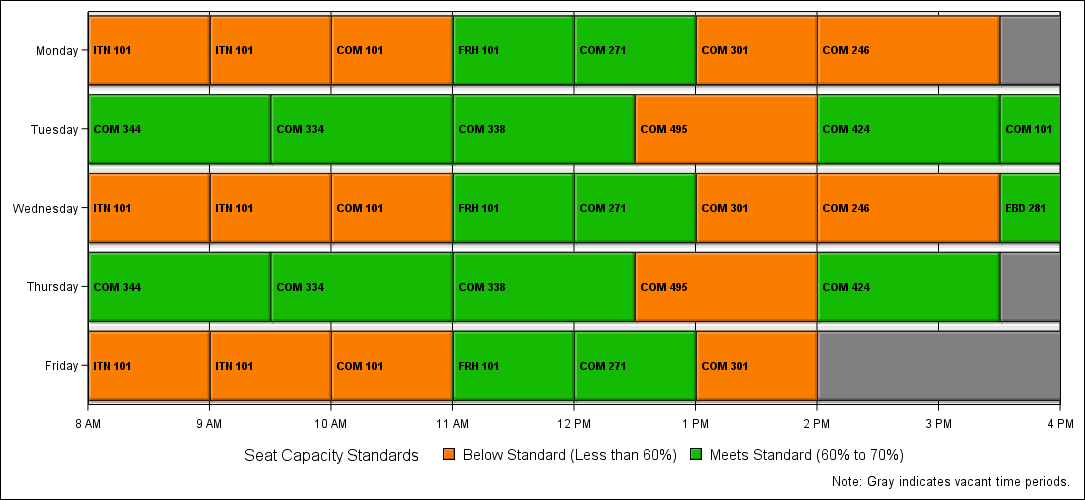 Monday ITN 101 ITN 101 COM 101 FRH 101 COM 271 COM 301 COM 246
Tuesday COM 344 COM 334 COM 338 COM 495 COM 424 COM 101
Wednesday ITN 101 ITN 101 COM 101 FRH 101 COM 271 COM 301 COM 246 EBD 281
Thursday COM 344 COM 334 COM 338 COM 495 COM 424
Friday ITN 101 ITN 101 COM 101 FRH 101 COM 271 COM 301
8 AM 9 AM 10 AM 11 AM 12 PM 1 PM 2 PM 3 PM 4 PM
Seat Capacity Standards Below Standard (Less than 60%) Meets Standard (60% to 70%)
Note: Gray indicates vacant time periods.